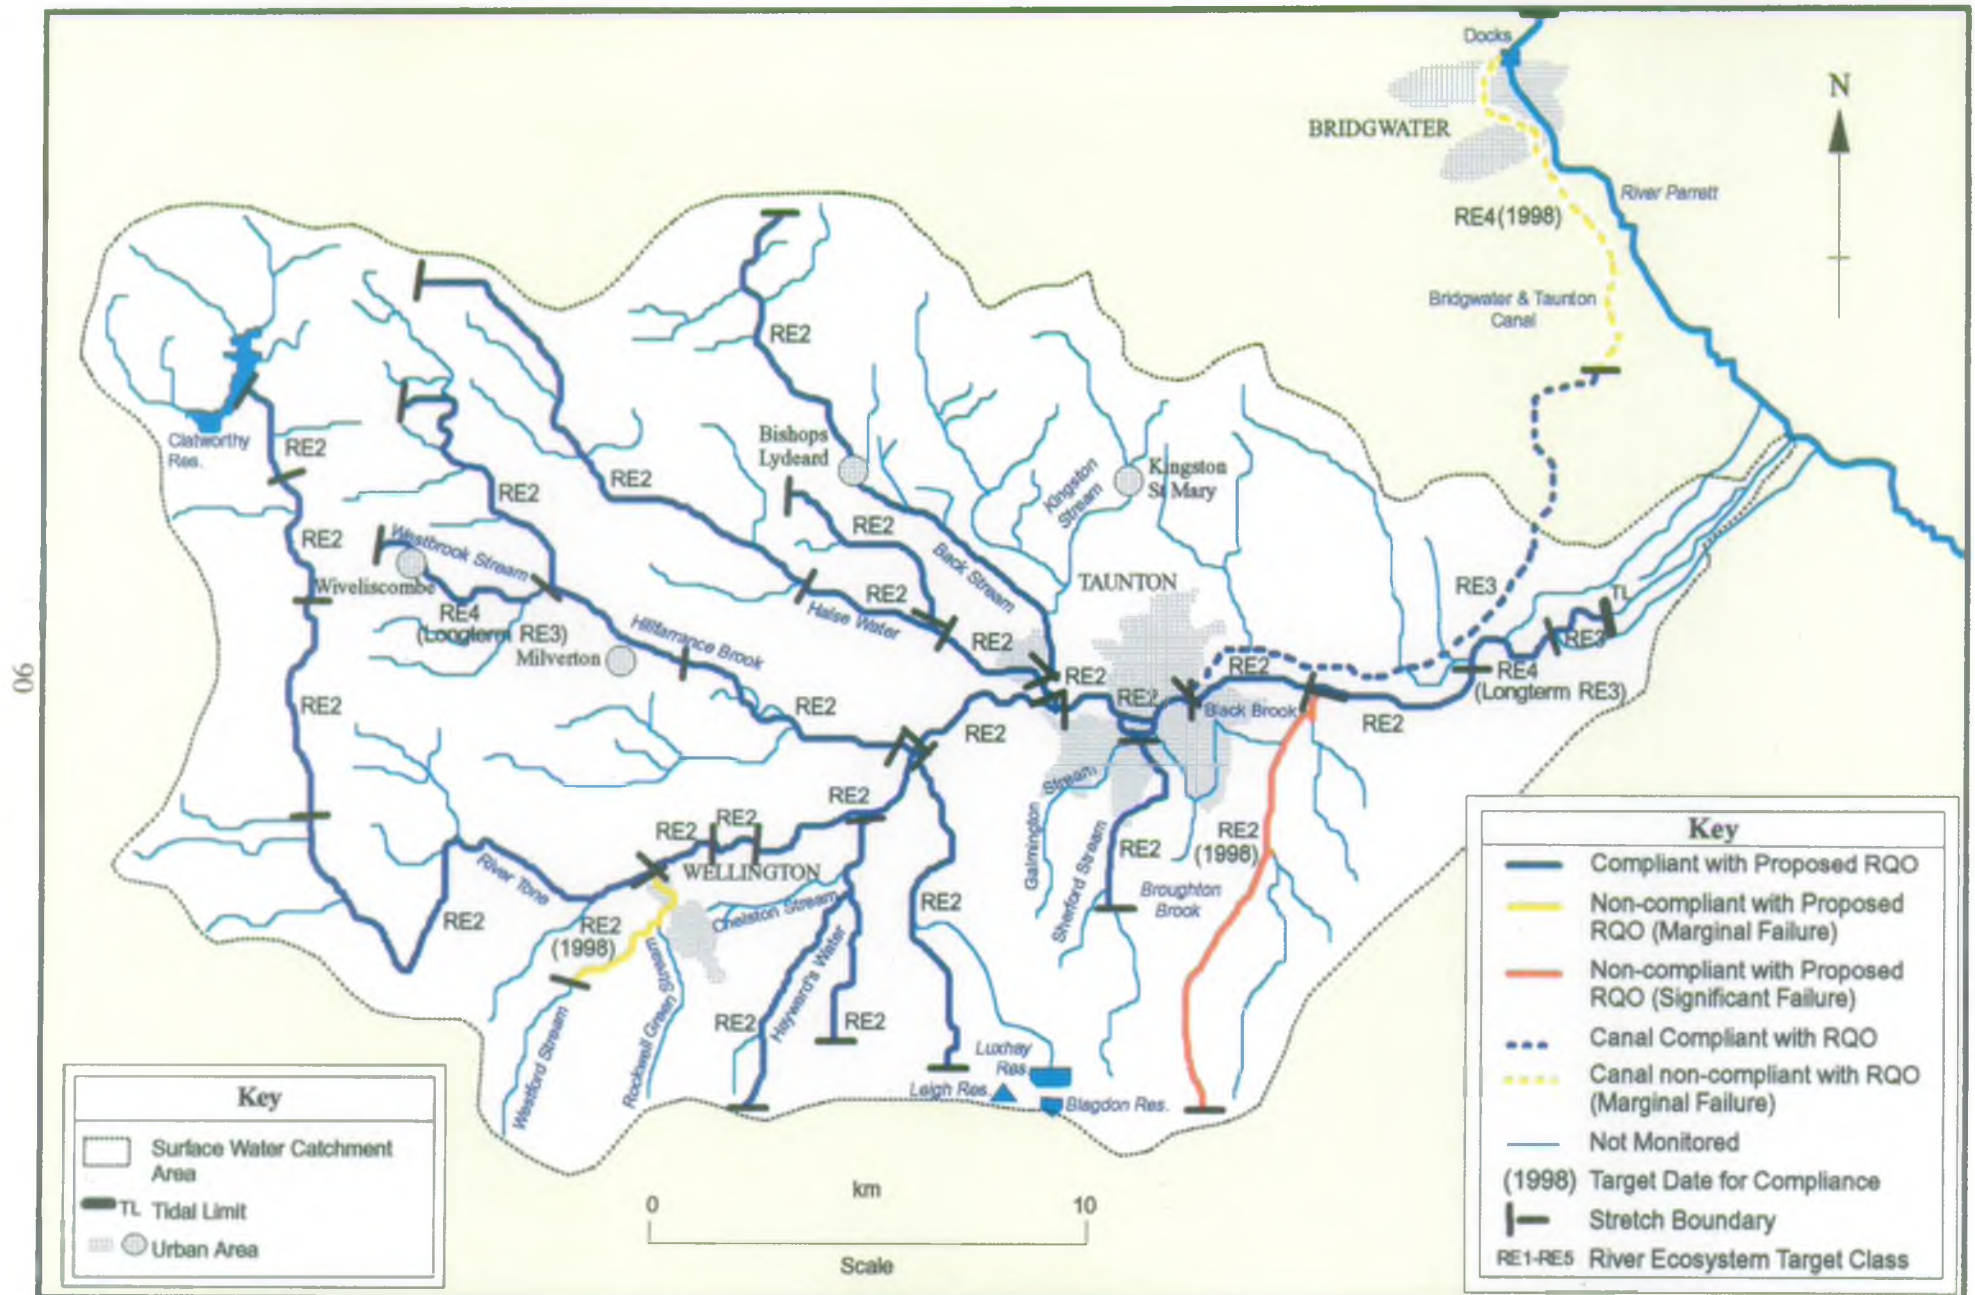 Docks
N
BRIDGWATER
River Parrett
RE4(1998)
Bridgwater & Taunton
Canal
RE2
Clatworthy
Res.
RE2
RE2
RE2
Bishops
Lydeard
Kingston
St Mary
Kingston
Stream
RE2
RE2
RE2
Westbrook Stream
Back Stream
Wiveliscombe
TAUNTON
RE3
TL
RE4
(Longterm RE3)
RE2
Halse Water
Hillfarrance Brook
Milverton
RE2
RE3
RE2
RE2
RE2
RE4
(Longterm RE3)
RE2
RE2
Black Brook
RE2
RE2
RE2
Stream
Galmington
RE2
RE2
RE2
WELLINGTON
River Tone
RE2
(1998)
RE2
Sherford Stream
Broughton
Brook
RE2
RE2
(1998)
Chelston Stream
RE2
Hayward's Water
RE2
RE2
Rockwell Green Stream
Westford Stream
Luxhay
Res.
Leigh Res.
Blagdon Res.
90
Key
Surface Water Catchment
Area
TL Tidal Limit
Urban Area
0 km 10
Scale
Key
Compliant with Proposed RQO
Non-compliant with Proposed
RQO (Marginal Failure)
Non-compliant with Proposed
RQO (Significant Failure)
Canal Compliant with RQO
Canal non-compliant with RQO
(Marginal Failure)
Not Monitored
(1998) Target Date for Compliance
Stretch Boundary
RE1-RE5 River Ecosystem Target Class